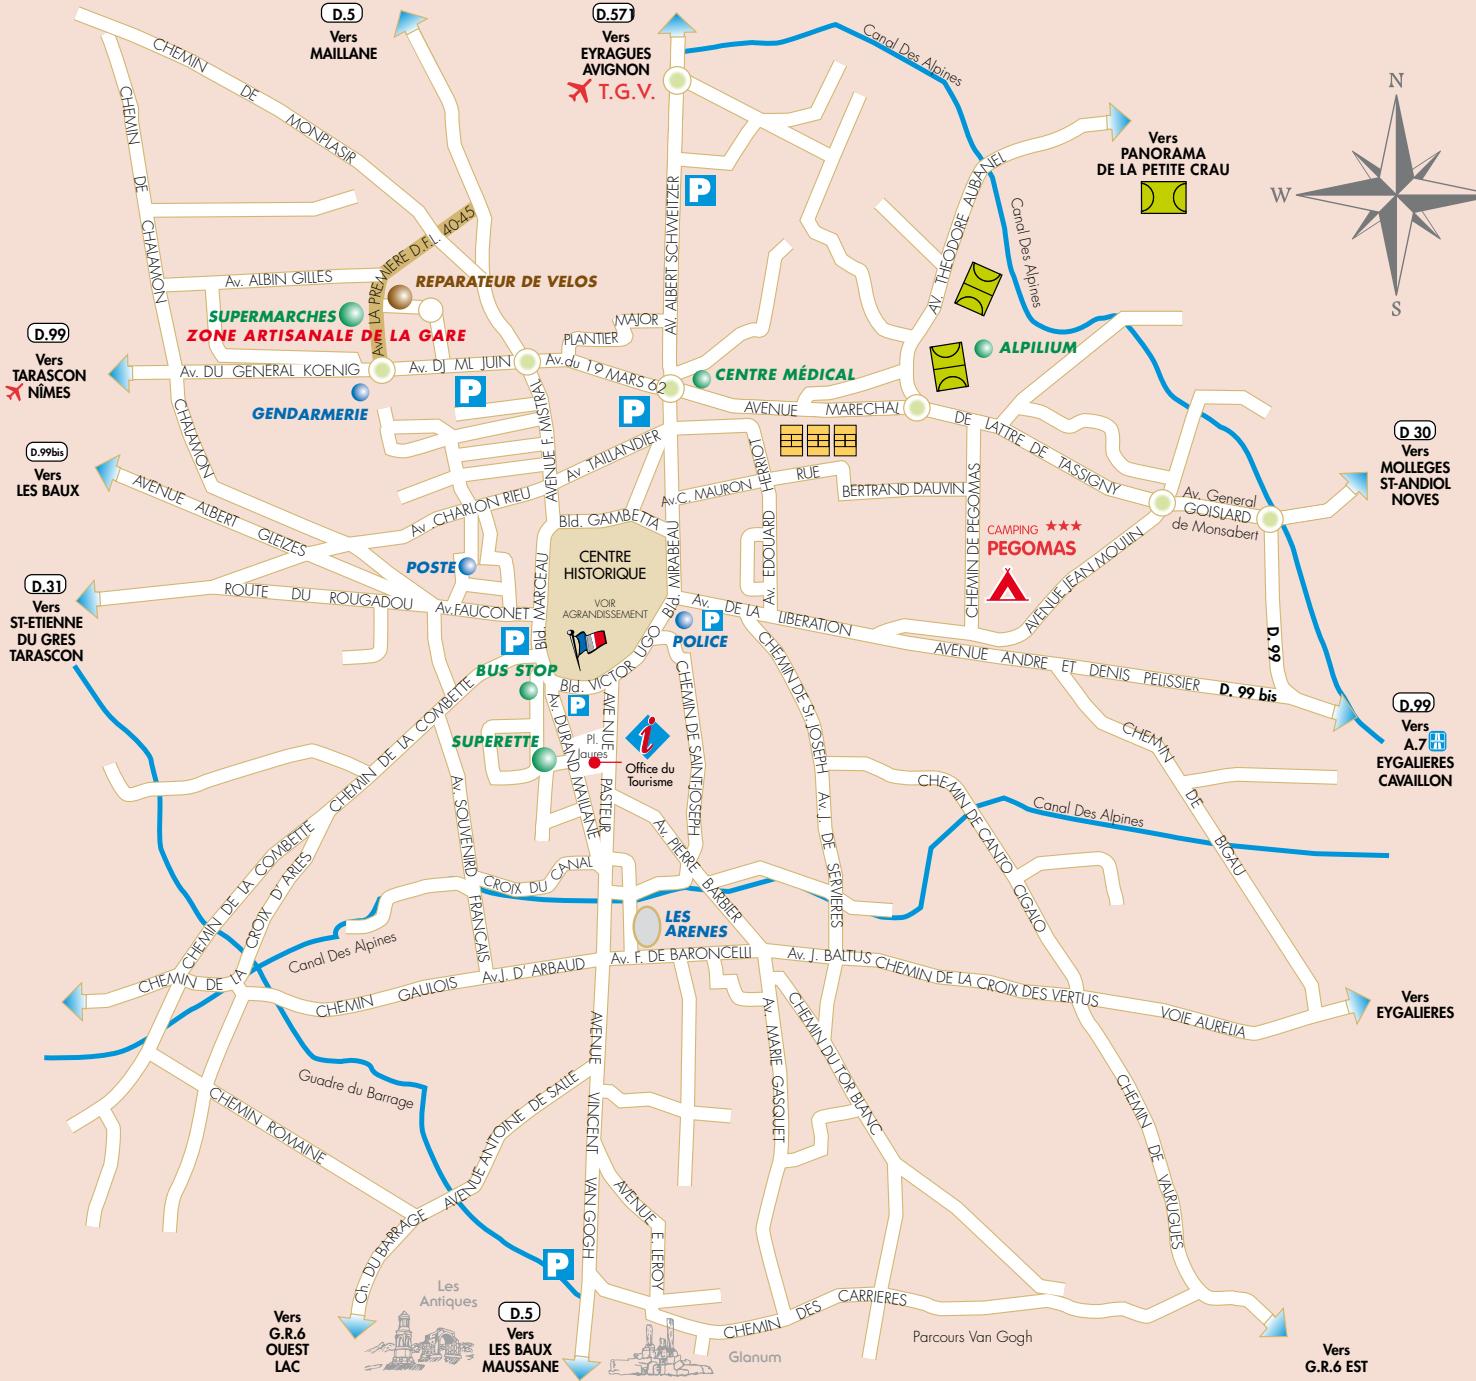 D.5
Vers
MAILLANE
D.571
Vers
EYRAGUES
AVIGNON
T.G.V.
Canal Des Alpines
N
W
S
Vers
PANORAMA
DE LA PETITE CRAU
CHEMIN DE MONPLASIR
CHEMIN DE CHALAMON
CHALAMON
Av. ALBERT SCHWEITZER
AV. THEODORE AUBANEL
Canal Des Alpines
Av. ALBIN GILLES
Av. LA PREMIERE D.F.L. 40-45
REPARATEUR DE VELOS
SUPERMARCHES
ZONE ARTISANALE DE LA GARE
D.99
Vers
TARASCON
NÎMES
PLANTIER MAJOR
ALPILIUM
Av. DU GENERAL KOENIG
Av. DJ ML JUIN
Av.du 19 MARS 62
CENTRE MÉDICAL
GENDARMERIE
P
P
P
AVENUE MARECHAL
DE LATTRE DE TASSIGNY
D.99bis
Vers
LES BAUX
AVENUE ALBERT GLEIZES
AVENUE F. MISTRAL
Av. TAILLANDIER
Av .CHARLON RIEU
Av.C. MAURON
RUE
BERTRAND DAUVIN
Av. EDOUARD HERRIOT
CHEMIN DE PEGOMAS
Av. General
GOISLARD
de Monsabert
D 30
Vers
MOLLEGES
ST-ANDIOL
NOVES
Bld. GAMBETTA
Bld. MIRABEAU
Bld. MARCEAU
CENTRE
HISTORIQUE
VOIR
AGRANDISSEMENT
CAMPING
PEGOMAS
AVENUE JEAN MOULIN
POSTE
D.31
Vers
ST-ETIENNE
DU GRES
TARASCON
ROUTE DU ROUGADOU
Av.FAUCONET
Av. DE LA LIBERATION
P
P
POLICE
BUS STOP
Bld. VICTOR UGO
P
AVENUE ANDRE ET DENIS PELISSIER
D. 99 bis
D. 99
D.99
Vers
A.7
EYGALIERES
CAVAILLON
CHEMIN DE LA COMBETTE
SUPERETTE
Pl.
Jaures
i
Office du
Tourisme
Av. DURAND MAILLANE
AVENUE PASTEUR
CHEMIN DE SAINT-JOSEPH
CHEMIN DE St. JOSEPH
Av. J. DE SERVIERES
Av. SOUVENIRD FRANCAIS
Av. PIERRE BARBIER
CHEMIN DE CANTO CIGALO
Canal Des Alpines
CHEMIN DE BIGAU
CHEMIN DE LA COMBETTE
CROIX DU CANAL
LES
ARENES
CHEMIN DE LA CROIX D'ARLES
Canal Des Alpines
CHEMIN GAULOIS
Av.J. D' ARBAUD
Av. F. DE BARONCELLI
Av. J. BALTUS
CHEMIN DE LA CROIX DES VERTUS
VOIE AURELIA
Vers
EYGALIERES
Guadre du Barrage
CHEMIN ROMAINE
AVENUE ANTOINE DE SALLE
AVENUE VINCENT VAN GOGH
Av. MARIE GASQUET
CHEMIN DU TOR BLANC
CHEMIN DE VALRUGUES
Ch. DU BARRAGE
AVENUE E. LEROY
P
CHEMIN DES CARRIERES
Parcours Van Gogh
Les
Antiques
Glanum
Vers
G.R.6
OUEST
LAC
D.5
Vers
LES BAUX
MAUSSANE
Vers
G.R.6 EST